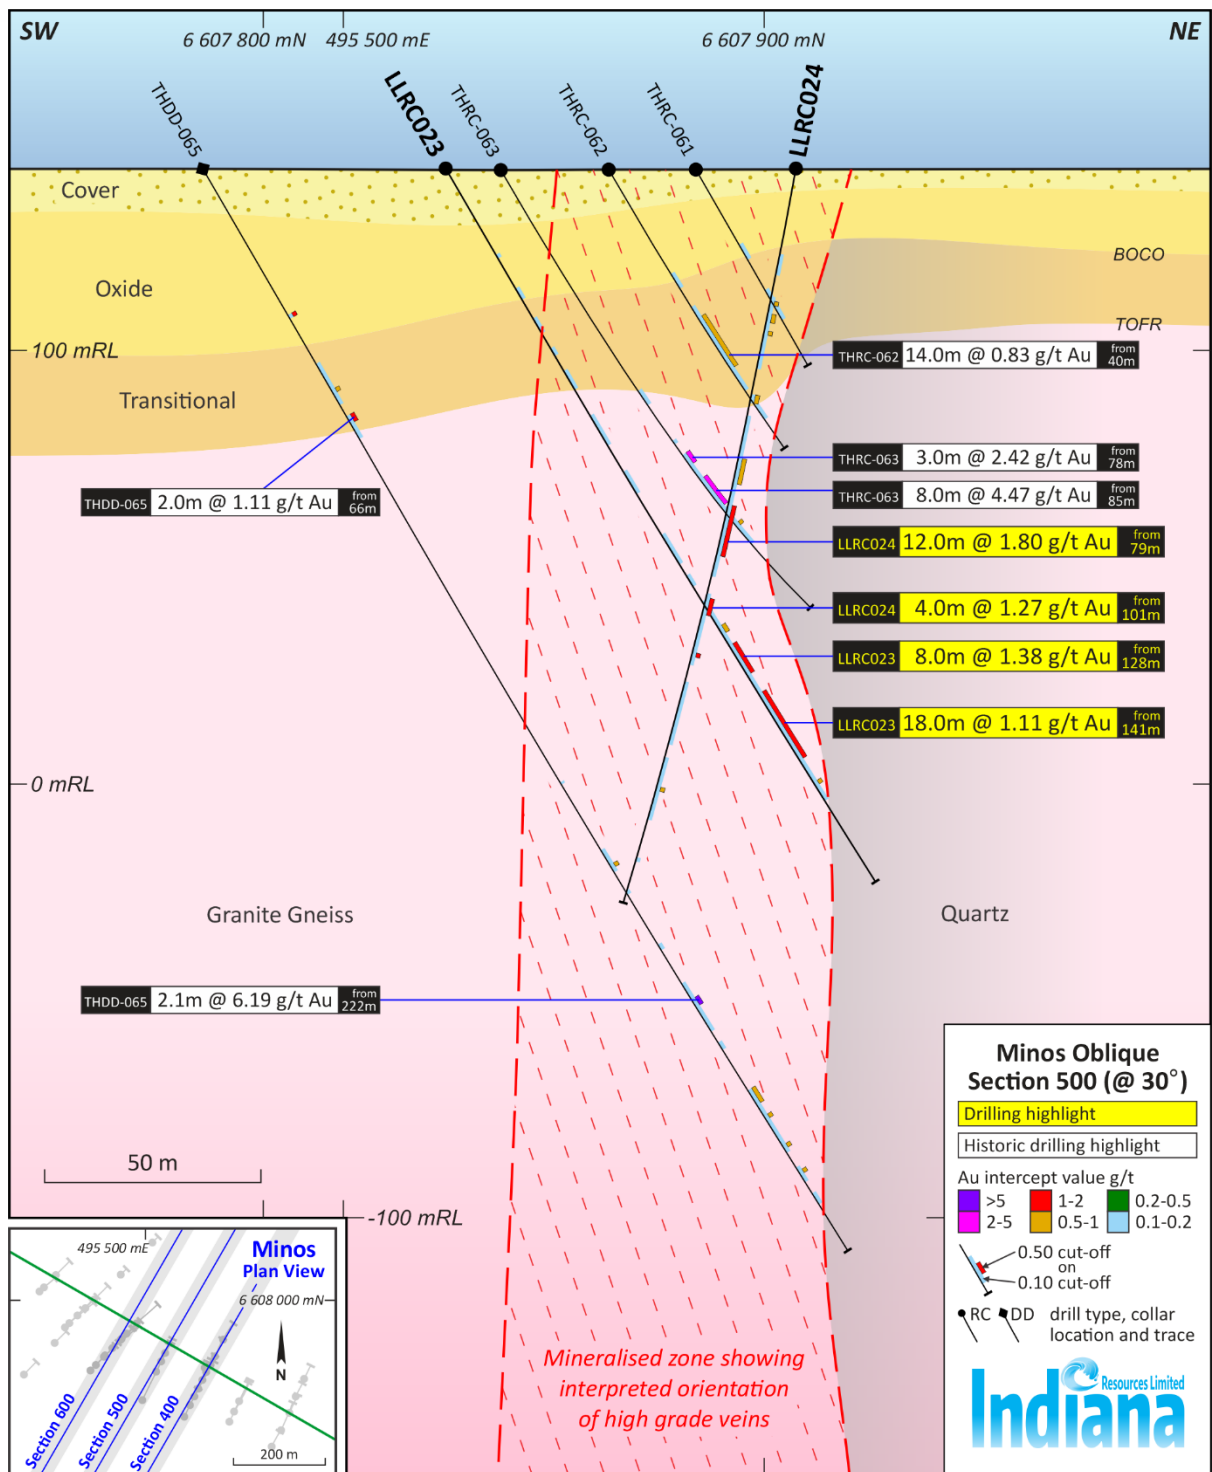 SW
NE
6 607 800 mN
495 500 mE
6 607 900 mN
THDD-065
LLRC023
THRC-063
THRC-062
THRC-061
LLRC024
Cover
Oxide
BOCO
TOFR
100 mRL
Transitional
THRC-062 14.0m @ 0.83 g/t Au from 40m
THRC-063 3.0m @ 2.42 g/t Au from 78m
THRC-063 8.0m @ 4.47 g/t Au from 85m
THDD-065 2.0m @ 1.11 g/t Au from 66m
LLRC024 12.0m @ 1.80 g/t Au from 79m
LLRC024 4.0m @ 1.27 g/t Au from 101m
LLRC023 8.0m @ 1.38 g/t Au from 128m
LLRC023 18.0m @ 1.11 g/t Au from 141m
0 mRL
Granite Gneiss
Quartz
THDD-065 2.1m @ 6.19 g/t Au from 222m
50 m
-100 mRL
Mineralised zone showing
interpreted orientation
of high grade veins
495 500 mE
Minos
Plan View
6 608 000 mN
N
Section 600
Section 500
Section 400
200 m
Minos Oblique
Section 500 (@ 30°)
Drilling highlight
Historic drilling highlight
Au intercept value g/t
>5 1-2 0.2-0.5
2-5 0.5-1 0.1-0.2
0.50 cut-off
on
0.10 cut-off
RC DD drill type, collar
location and trace
Resources Limited
Indiana